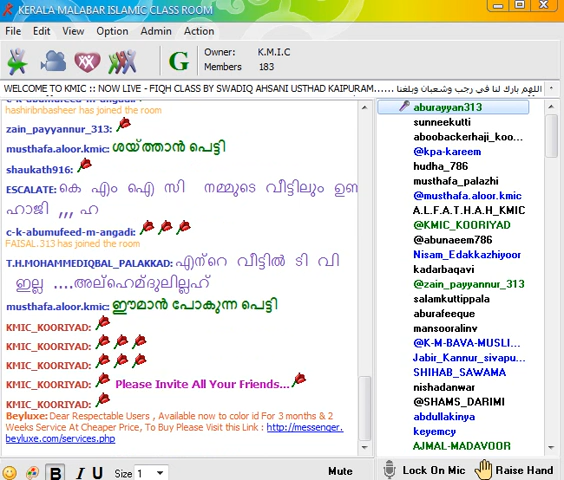 KERALA MALABAR ISLAMIC CLASS ROOM
File Edit View Option Admin Action
G Owner: K.M.I.C
Members 183
WELCOME TO KMIC :: NOW LIVE - FIQH CLASS BY SWADIQ AHSANI USTHAD KAIPURAM...... اللهم بارك لنا في رجب وشعبان وبلغنا
c-k-abumufeed-m-angadi:
hashiribnbasheer has joined the room
zain_payyannur_313:
musthafa.aloor.kmic: ശയ്ത്താൻ പെട്ടി
shaukath916:
ESCALATE: കെ എം ഐ സി നമ്മുടെ വീട്ടിലും ഉണ
ഹാജി ,,, ഹ
c-k-abumufeed-m-angadi:
FAISAL.313 has joined the room
T.H.MOHAMMEDIQBAL_PALAKKAD: എന്റെ വീട്ടിൽ ടി വി
ഇല്ല ....അല്ഹെമ്ദുലില്ലഹ്
musthafa.aloor.kmic: ഈമാൻ പോകുന്ന പെട്ടി
KMIC_KOORIYAD:
KMIC_KOORIYAD:
KMIC_KOORIYAD:
KMIC_KOORIYAD: Please Invite All Your Friends...
KMIC_KOORIYAD:
Beyluxe: Dear Respectable Users , Available now to color id For 3 months & 2
Weeks Service At Cheaper Price, To Buy Please Visit this Link : http://messenger.
beyluxe.com/services.php
B I U Size 1 Mute
aburayyan313
sunneekutti
aboobackerhaji_koo...
@kpa-kareem
hudha_786
musthafa_palazhi
@musthafa.aloor.kmic
A.L.F.A.T.H.A.H_KMIC
@KMIC_KOORIYAD
@abunaeem786
Nisam_Edakkazhiyoor
kadarbaqavi
@zain_payyannur_313
salamkuttippala
aburafeeque
mansooralinv
@K-M-BAVA-MUSLI...
Jabir_Kannur_sivapu...
SHIHAB_SAWAMA
nishadanwar
@SHAMS_DARIMI
abdullakinya
keyemcy
AJMAL-MADAVOOR
Lock On Mic Raise Hand